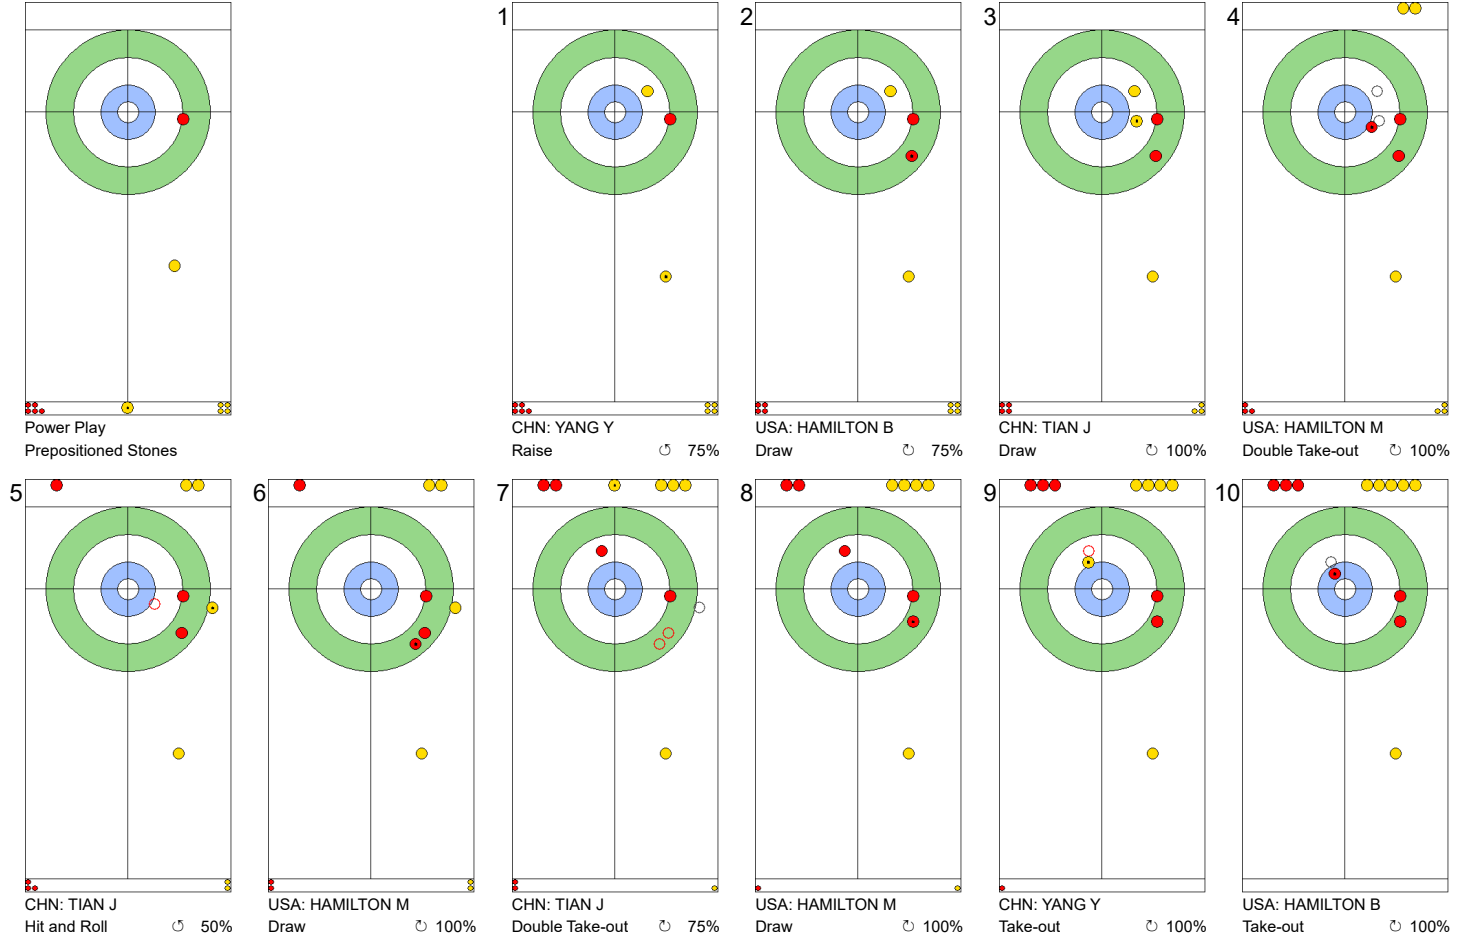 1
2
3
4
Power Play
Prepositioned Stones
CHN: YANG Y
Raise ↺ 75%
USA: HAMILTON B
Draw ↻ 75%
CHN: TIAN J
Draw ↻ 100%
USA: HAMILTON M
Double Take-out ↻ 100%
5
6
7
8
9
10
CHN: TIAN J
Hit and Roll ↺ 50%
USA: HAMILTON M
Draw ↻ 100%
CHN: TIAN J
Double Take-out ↻ 75%
USA: HAMILTON M
Draw ↻ 100%
CHN: YANG Y
Take-out ↻ 100%
USA: HAMILTON B
Take-out ↻ 100%